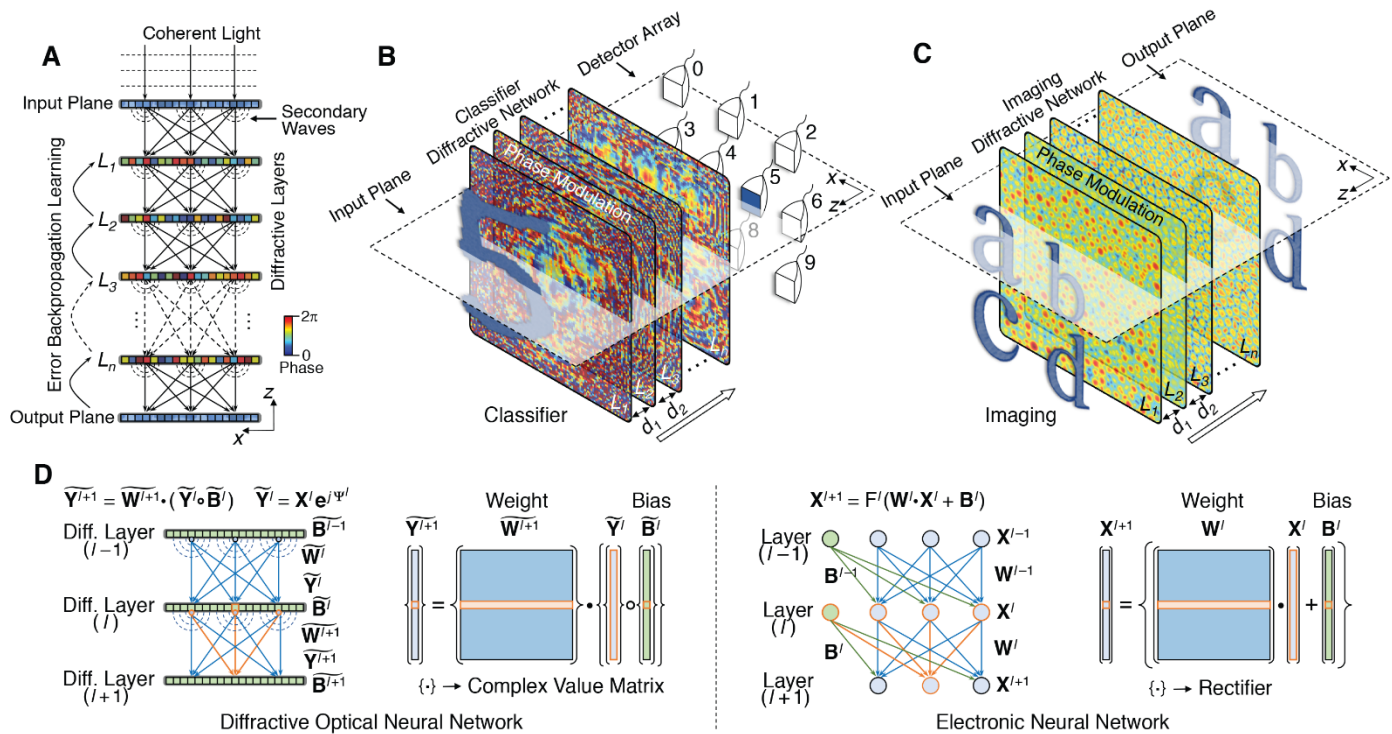 A
Coherent Light
Input Plane
Secondary
Waves
L₁
L₂
L₃
Lₙ
Error Backpropagation Learning
Diffractive Layers
2π
0
Phase
Output Plane
z
x
B
Detector Array
Classifier
Diffractive Network
Input Plane
Phase Modulation
0
1
2
3
4
5
6
8
9
x
z
5
d₁
d₂
Classifier
C
Output Plane
Imaging
Diffractive Network
Input Plane
Phase Modulation
a
b
d
x
z
a
b
c
d
L₁
L₂
L₃
Lₙ
d₁
d₂
Imaging
D
Ỹˡ⁺¹ = W̃ˡ⁺¹ • (Ỹˡ ∘ B̃ˡ) Ỹˡ = Xˡ e^{jΨˡ}
Diff. Layer
(l−1)
Diff. Layer
(l)
Diff. Layer
(l+1)
B̃ˡ⁻¹
W̃ˡ
Ỹˡ
B̃ˡ
W̃ˡ⁺¹
Ỹˡ⁺¹
B̃ˡ⁺¹
Weight Bias
Ỹˡ⁺¹ W̃ˡ⁺¹ Ỹˡ B̃ˡ
{ } = { } • { ∘ }
{•} → Complex Value Matrix
Diffractive Optical Neural Network
Xˡ⁺¹ = Fˡ(Wˡ•Xˡ + Bˡ)
Layer
(l−1)
Layer
(l)
Layer
(l+1)
Bˡ⁻¹
Bˡ
Xˡ⁻¹
Wˡ⁻¹
Xˡ
Wˡ
Xˡ⁺¹
Weight Bias
Xˡ⁺¹ Wˡ Xˡ Bˡ
{ } = { { } • { } + { } }
{•} → Rectifier
Electronic Neural Network